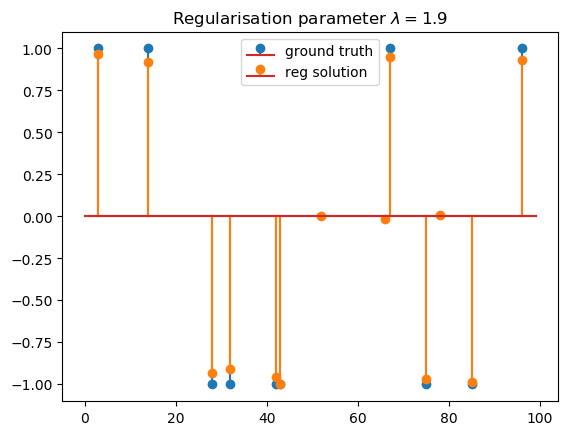 Regularisation parameter λ = 1.9
ground truth
reg solution
1.00
0.75
0.50
0.25
0.00
−0.25
−0.50
−0.75
−1.00
0 20 40 60 80 100